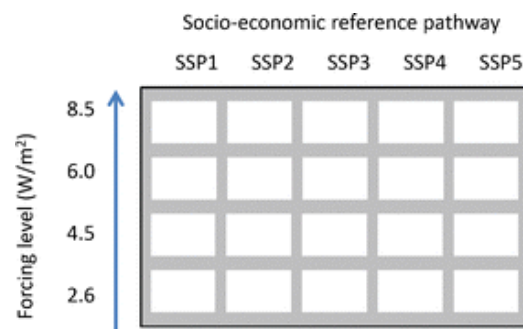 Socio-economic reference pathway
SSP1 SSP2 SSP3 SSP4 SSP5
Forcing level (W/m²)
8.5
6.0
4.5
2.6